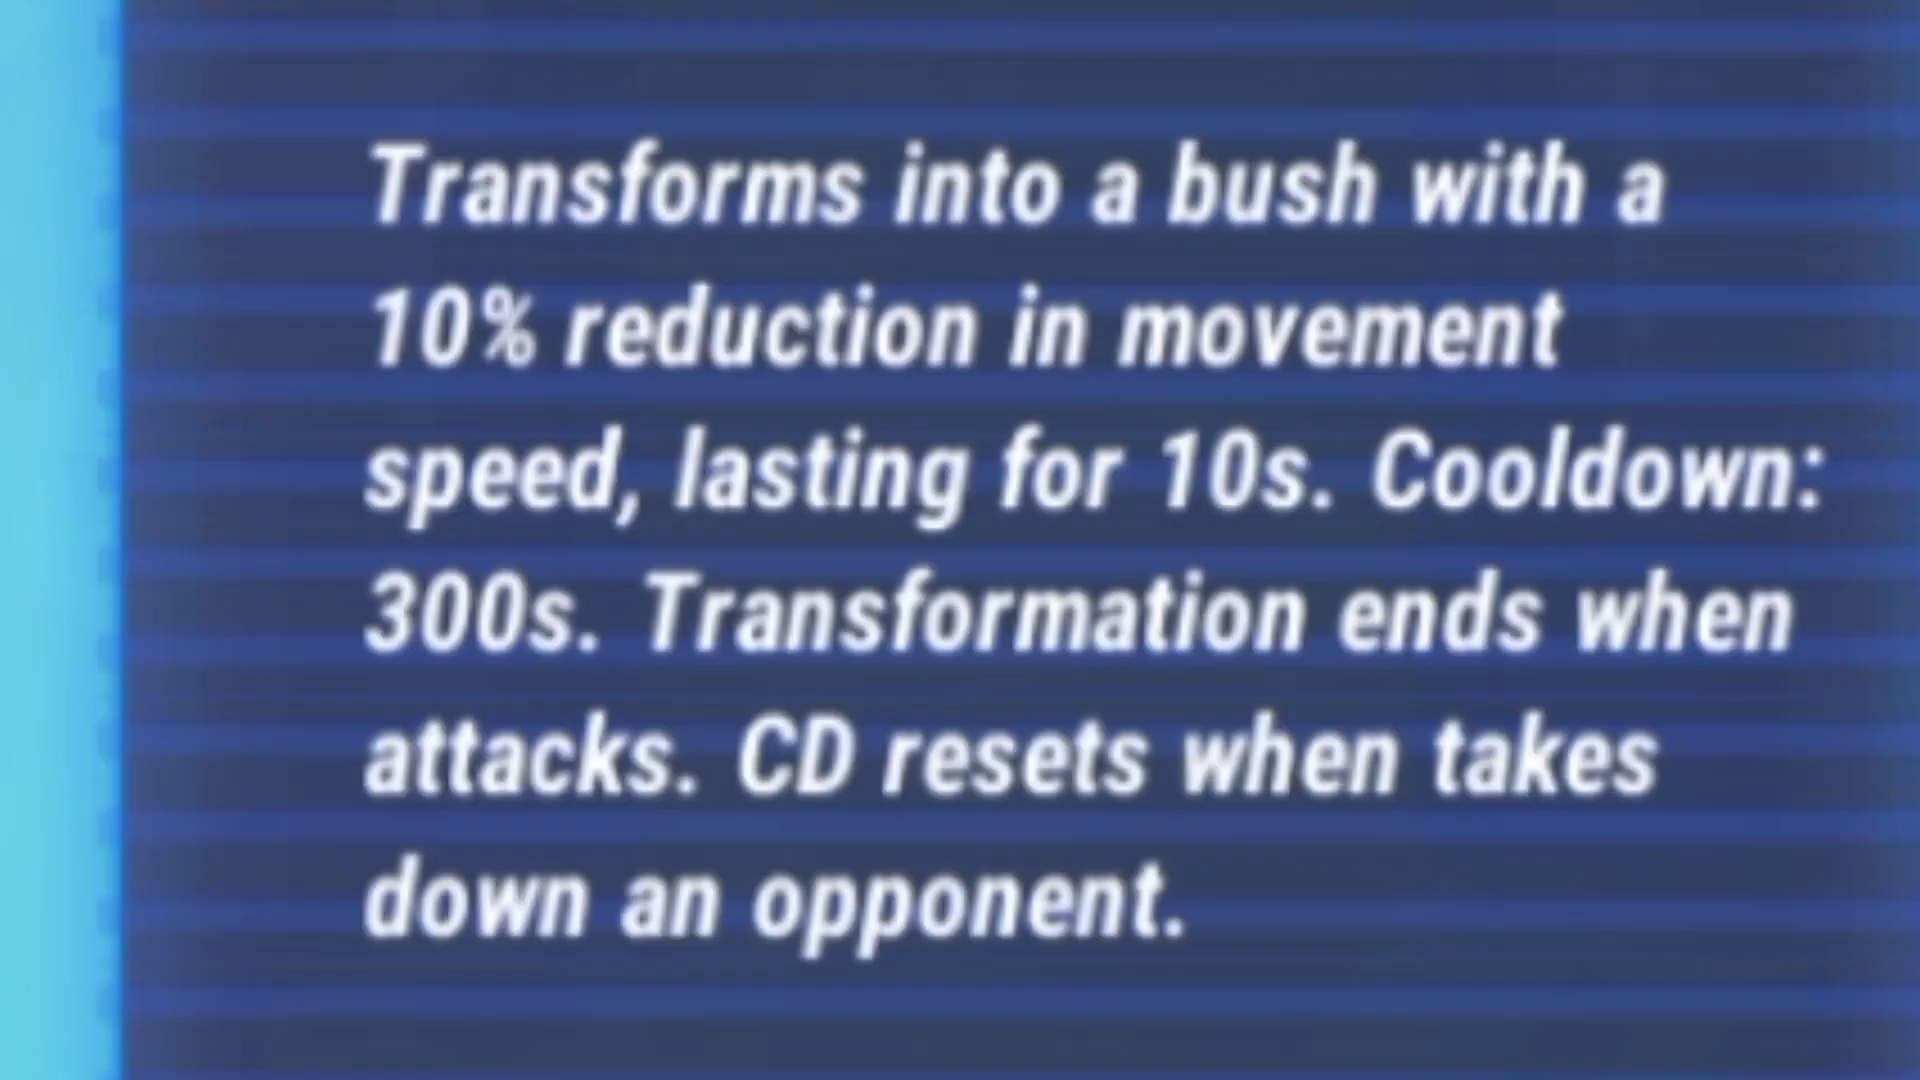 Transforms into a bush with a
10% reduction in movement
speed, lasting for 10s. Cooldown:
300s. Transformation ends when
attacks. CD resets when takes
down an opponent.